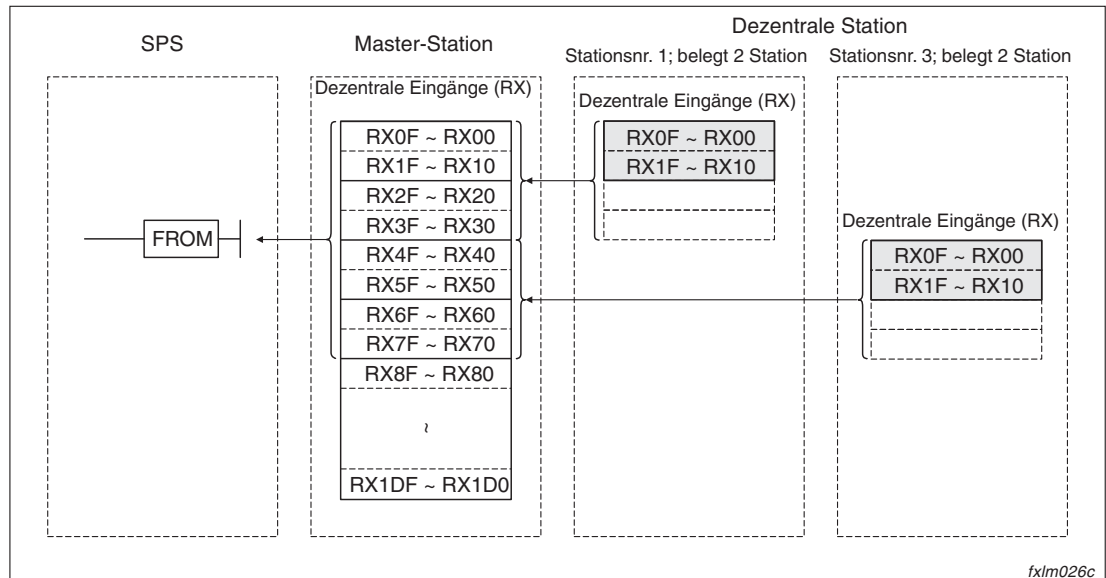 Dezentrale Station
SPS
Master-Station
Stationsnr. 1; belegt 2 Station
Stationsnr. 3; belegt 2 Station
Dezentrale Eingänge (RX)
RX0F ~ RX00
RX1F ~ RX10
RX2F ~ RX20
RX3F ~ RX30
RX4F ~ RX40
RX5F ~ RX50
RX6F ~ RX60
RX7F ~ RX70
RX8F ~ RX80
~
RX1DF ~ RX1D0
FROM
Dezentrale Eingänge (RX)
RX0F ~ RX00
RX1F ~ RX10
Dezentrale Eingänge (RX)
RX0F ~ RX00
RX1F ~ RX10
fxlm026c